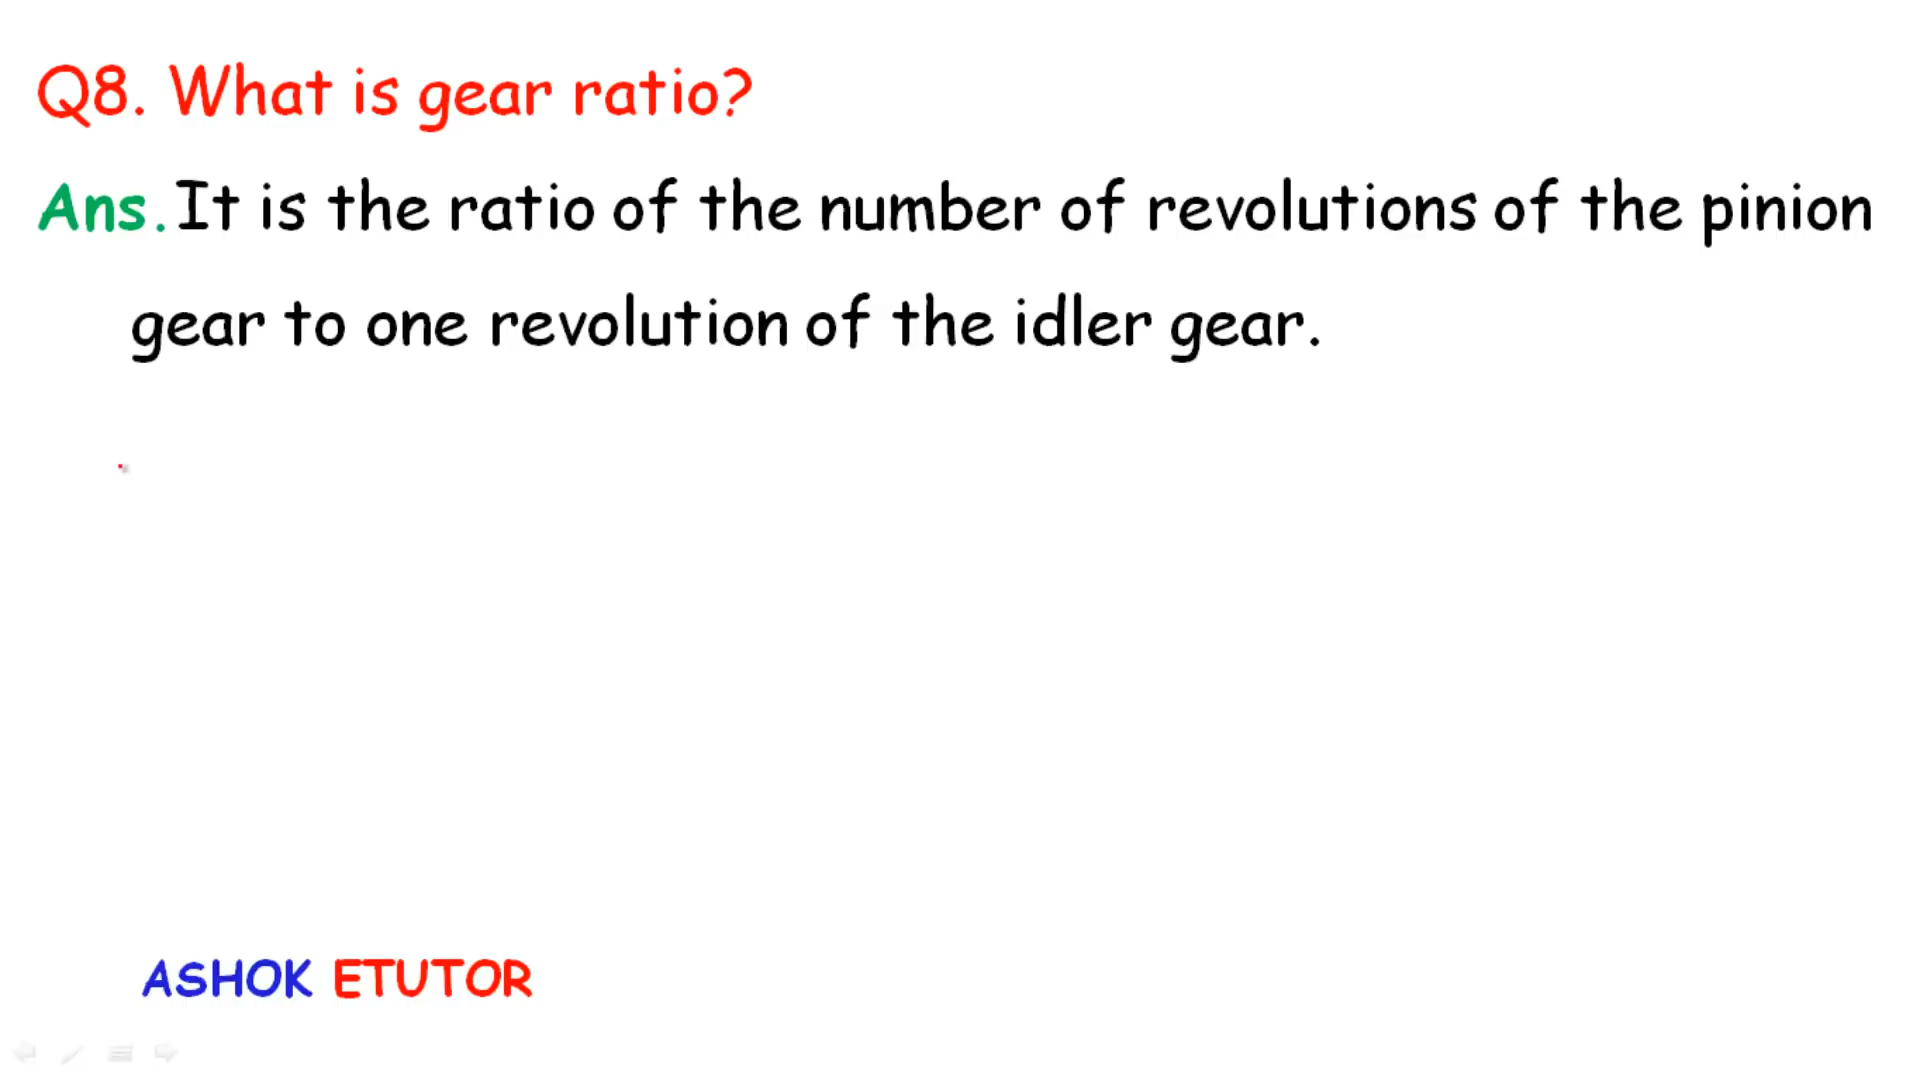 Q8. What is gear ratio?
Ans. It is the ratio of the number of revolutions of the pinion
gear to one revolution of the idler gear.
ASHOK ETUTOR